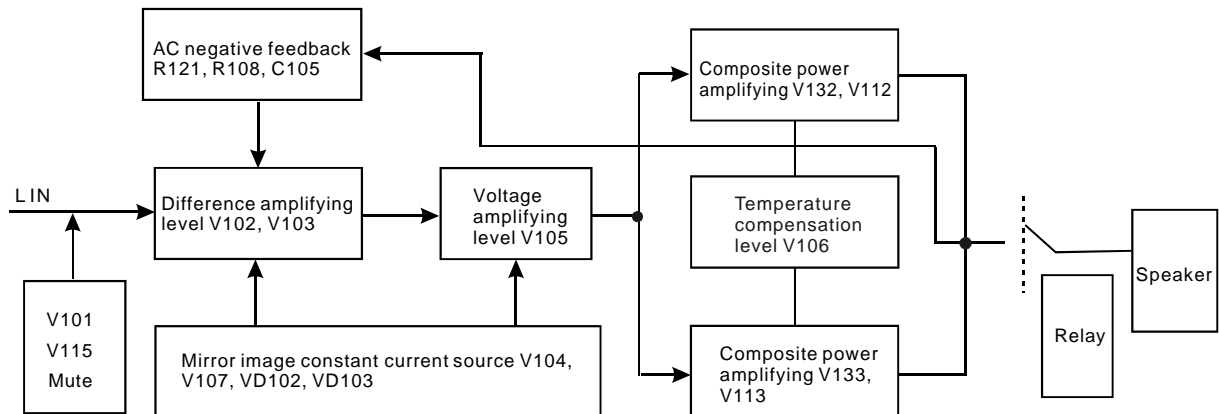 AC negative feedback
R121, R108, C105
Composite power
amplifying V132, V112
L IN
Difference amplifying
level V102, V103
Voltage
amplifying
level V105
Temperature
compensation
level V106
Speaker
V101
V115
Mute
Mirror image constant current source V104,
V107, VD102, VD103
Composite power
amplifying V133,
V113
Relay